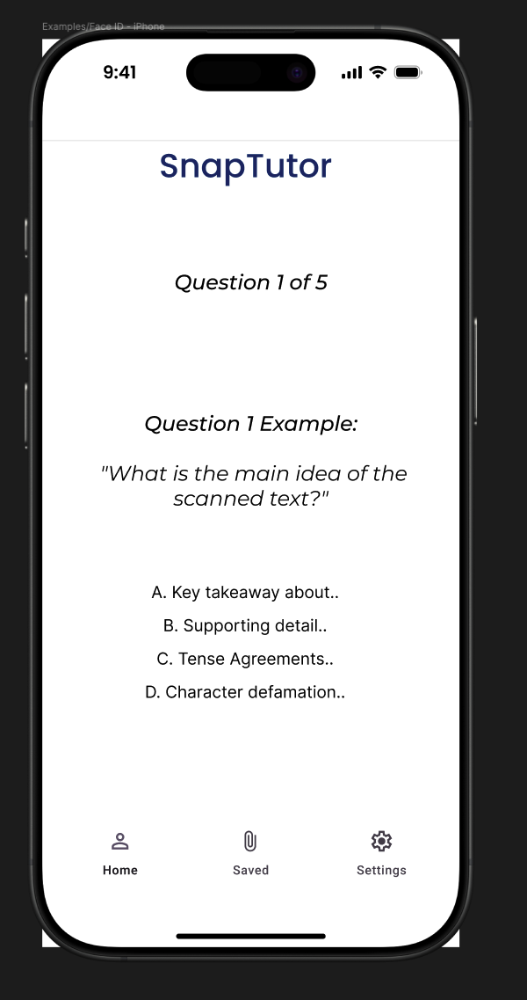 Examples/Face ID - iPhone
9:41
SnapTutor
Question 1 of 5
Question 1 Example:
"What is the main idea of the
scanned text?"
A. Key takeaway about..
B. Supporting detail..
C. Tense Agreements..
D. Character defamation..
Home Saved Settings